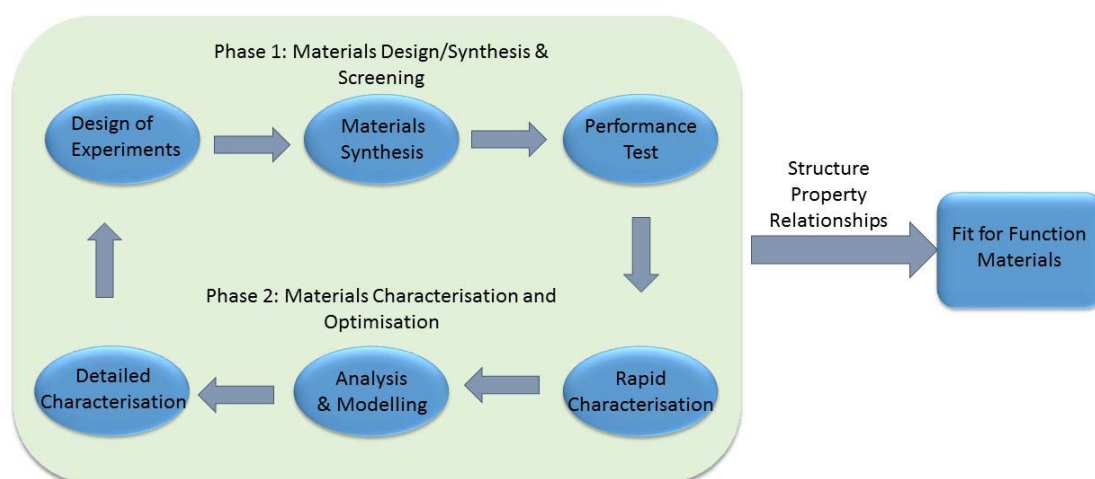 Phase 1: Materials Design/Synthesis &
Screening
Design of
Experiments
Materials
Synthesis
Performance
Test
Structure
Property
Relationships
Fit for Function
Materials
Phase 2: Materials Characterisation and
Optimisation
Detailed
Characterisation
Analysis
& Modelling
Rapid
Characterisation